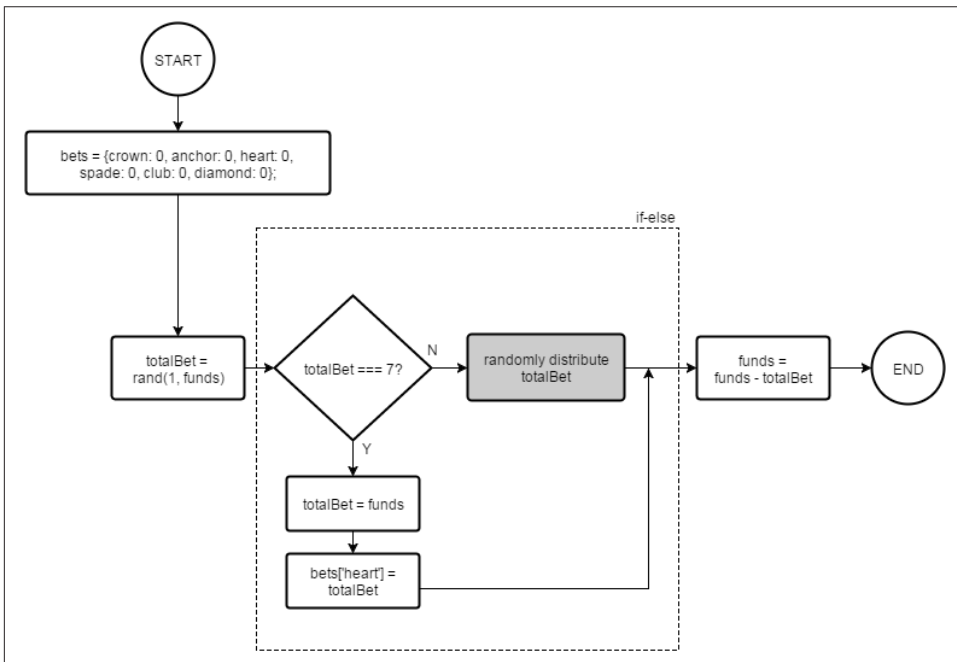 START
bets = {crown: 0, anchor: 0, heart: 0,
spade: 0, club: 0, diamond: 0};
if-else
totalBet =
rand(1, funds)
totalBet === 7?
N
randomly distribute
totalBet
funds =
funds - totalBet
END
Y
totalBet = funds
bets['heart'] =
totalBet